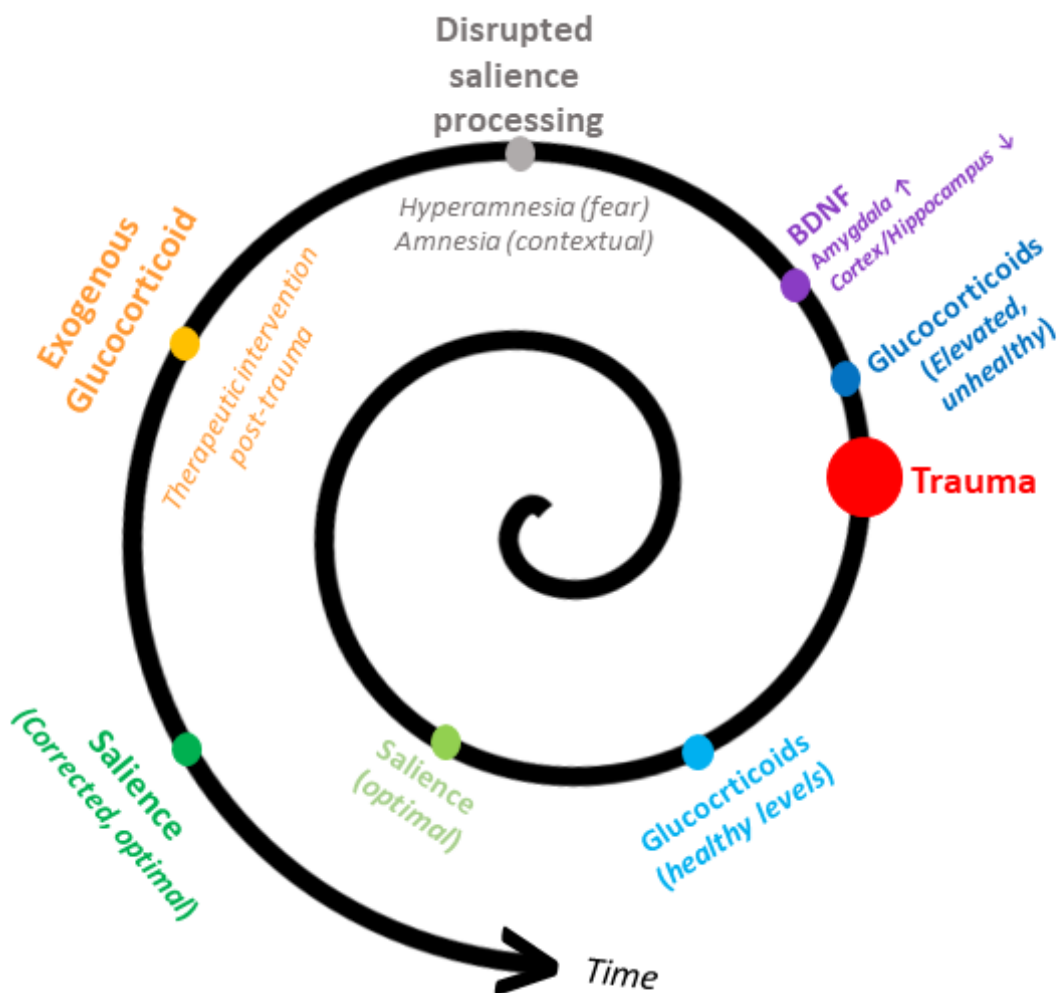 Disrupted
salience
processing
Hyperamnesia (fear)
Amnesia (contextual)
BDNF
Amygdala ↑
Cortex/Hippocampus ↓
Glucocorticoids
(Elevated,
unhealthy)
Trauma
Exogenous
Glucocorticoid
Therapeutic intervention
post-trauma
Salience
(optimal)
Glucocrticoids
(healthy levels)
Salience
(Corrected, optimal)
Time